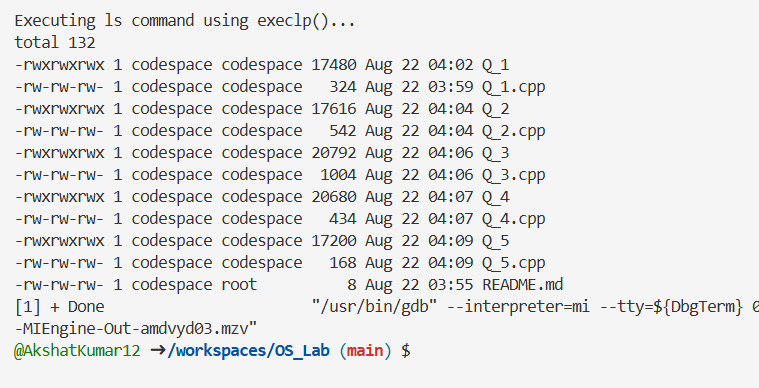 Executing ls command using execlp()...
total 132
-rwxrwxrwx 1 codespace codespace 17480 Aug 22 04:02 Q_1
-rw-rw-rw- 1 codespace codespace   324 Aug 22 03:59 Q_1.cpp
-rwxrwxrwx 1 codespace codespace 17616 Aug 22 04:04 Q_2
-rw-rw-rw- 1 codespace codespace   542 Aug 22 04:04 Q_2.cpp
-rwxrwxrwx 1 codespace codespace 20792 Aug 22 04:06 Q_3
-rw-rw-rw- 1 codespace codespace  1004 Aug 22 04:06 Q_3.cpp
-rwxrwxrwx 1 codespace codespace 20680 Aug 22 04:07 Q_4
-rw-rw-rw- 1 codespace codespace   434 Aug 22 04:07 Q_4.cpp
-rwxrwxrwx 1 codespace codespace 17200 Aug 22 04:09 Q_5
-rw-rw-rw- 1 codespace codespace   168 Aug 22 04:09 Q_5.cpp
-rw-rw-rw- 1 codespace root          8 Aug 22 03:55 README.md
[1] + Done                       "/usr/bin/gdb" --interpreter=mi --tty=${DbgTerm} 0
-MIEngine-Out-amdvyd03.mzv"
@AkshatKumar12 ➜/workspaces/OS_Lab (main) $